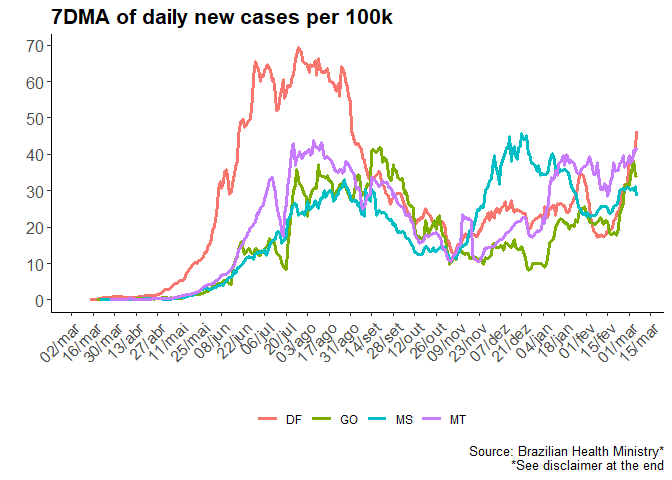 7DMA of daily new cases per 100k
70
60
50
40
30
20
10
0
02/mar
16/mar
30/mar
13/abr
27/abr
11/mai
25/mai
08/jun
22/jun
06/jul
20/jul
03/ago
17/ago
31/ago
14/set
28/set
12/out
26/out
09/nov
23/nov
07/dez
21/dez
04/jan
18/jan
01/fev
15/fev
01/mar
15/mar
DF GO MS MT
Source: Brazilian Health Ministry*
*See disclaimer at the end